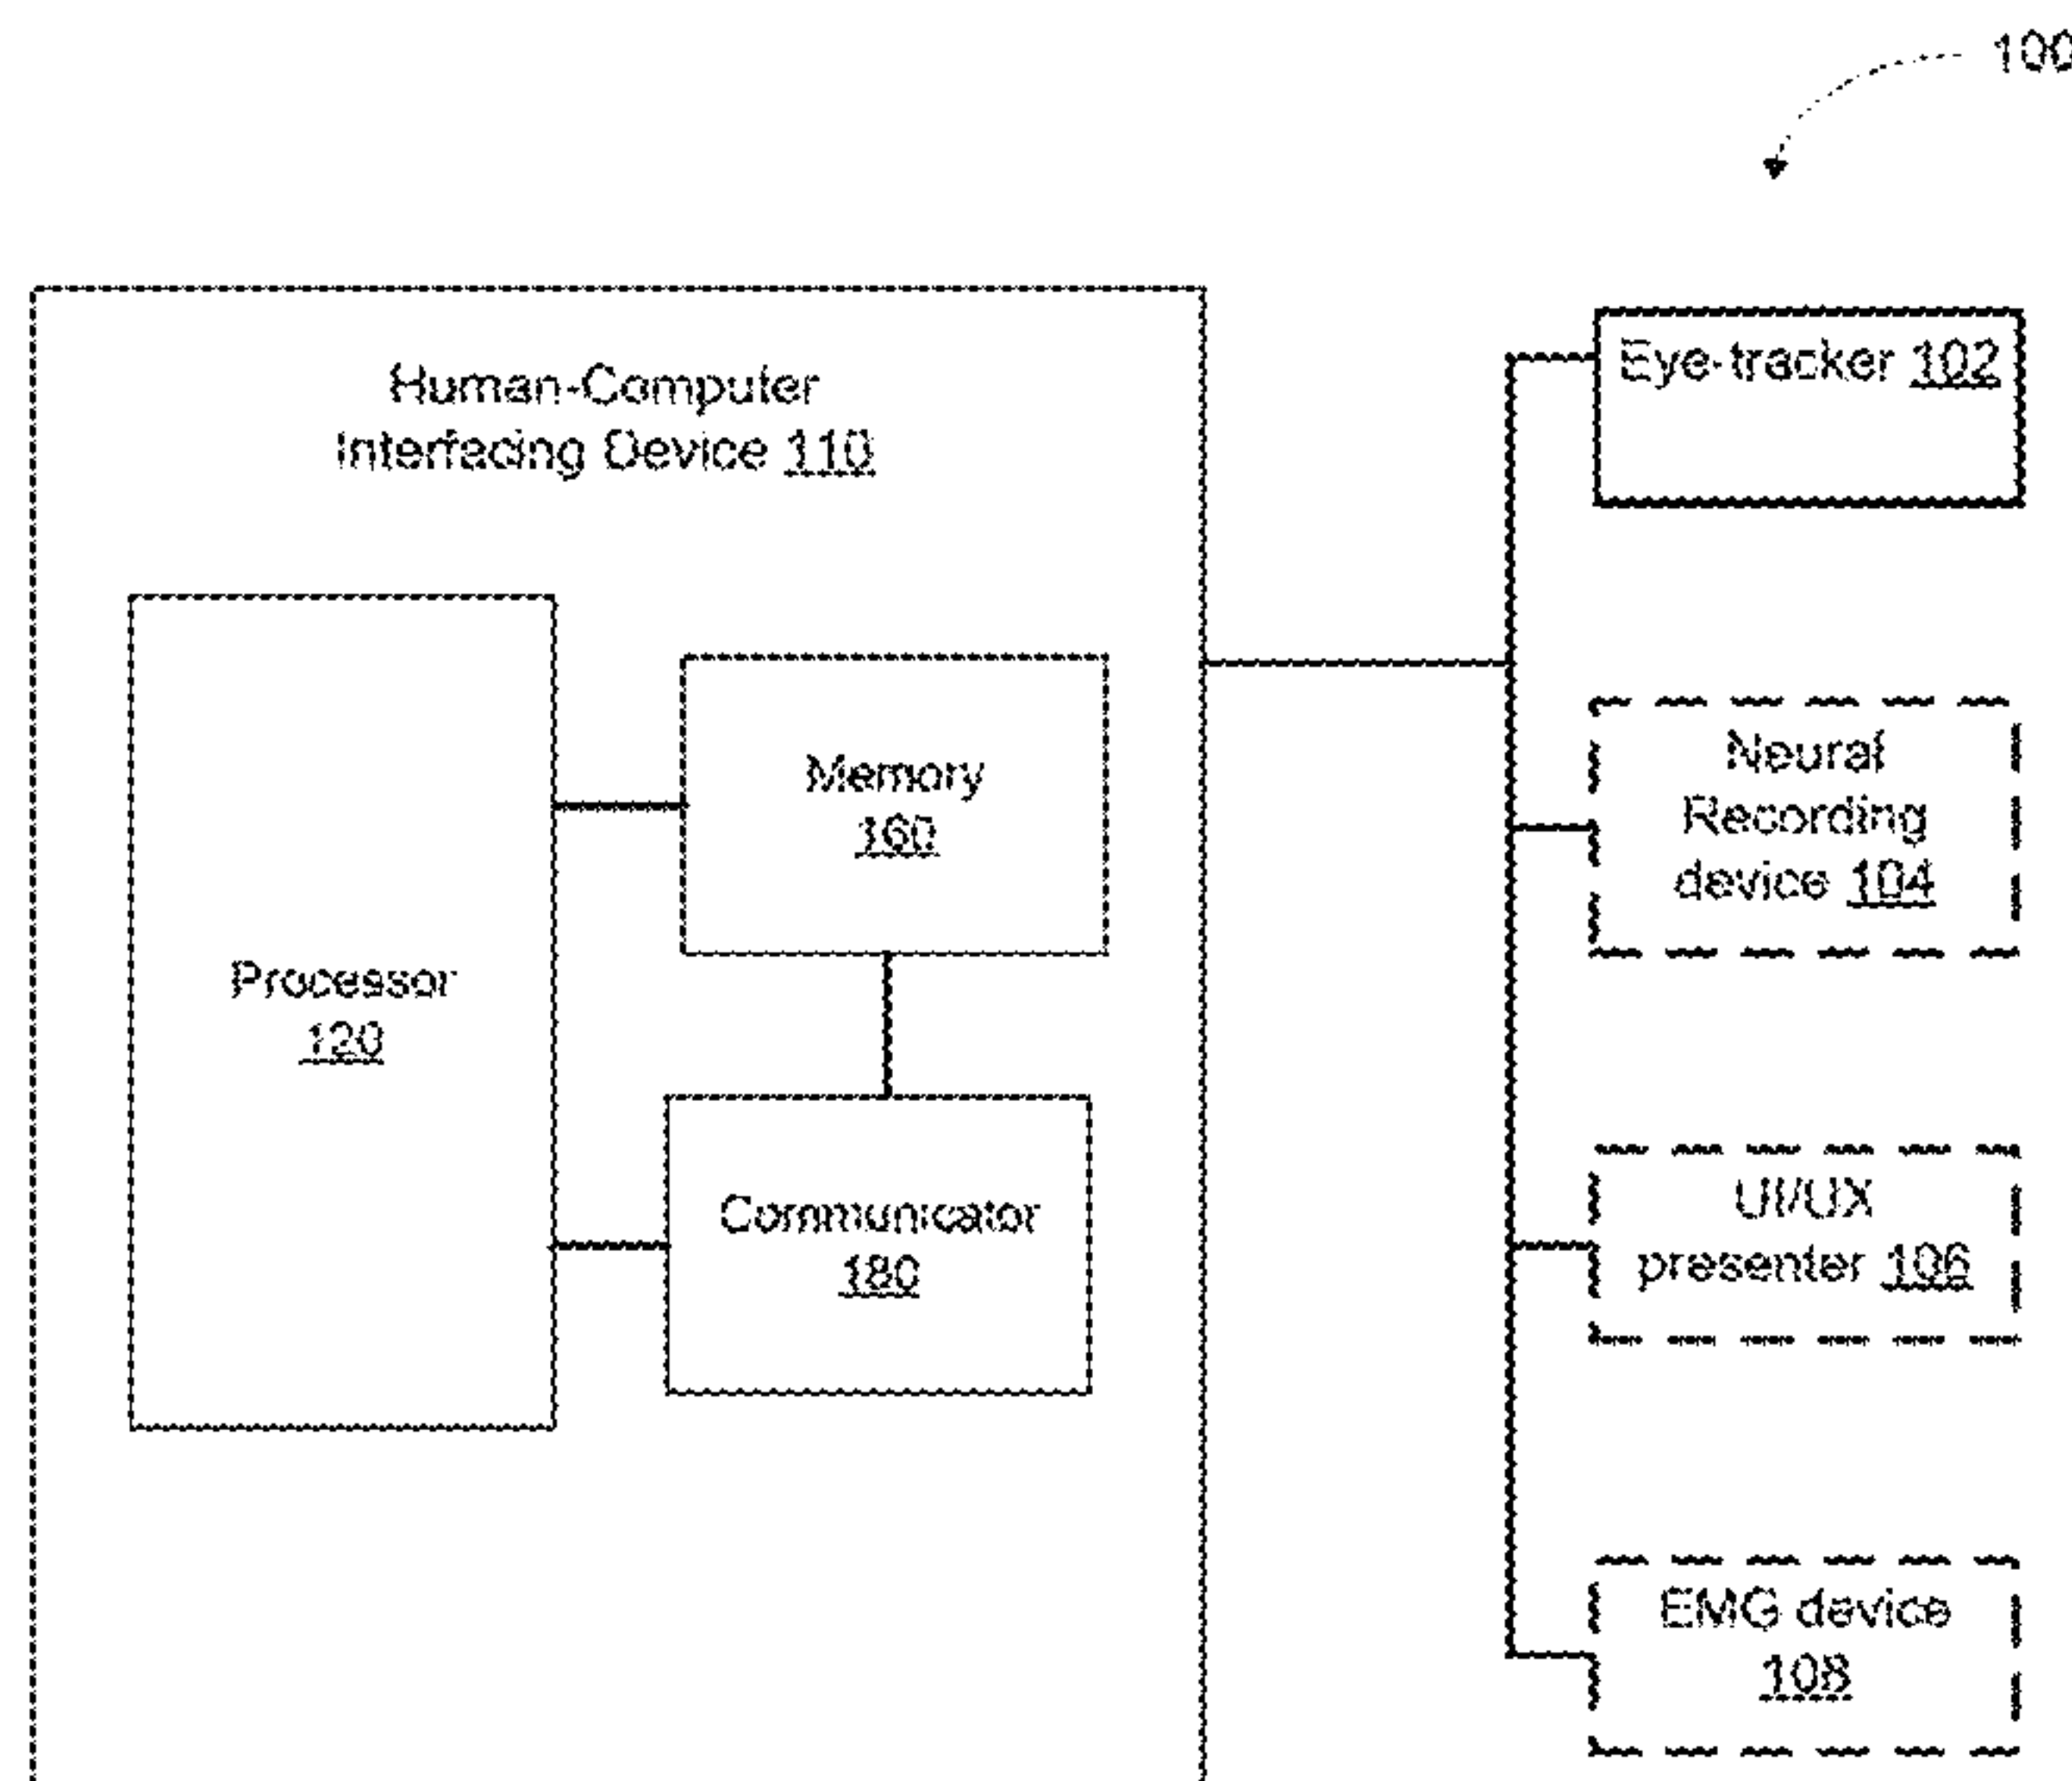 100
Human-Computer
Interfacing Device 110
Processor
120
Memory
160
Communicator
180
Eye-tracker 102
Neural
Recording
device 104
UI/UX
presenter 106
EMG device
108